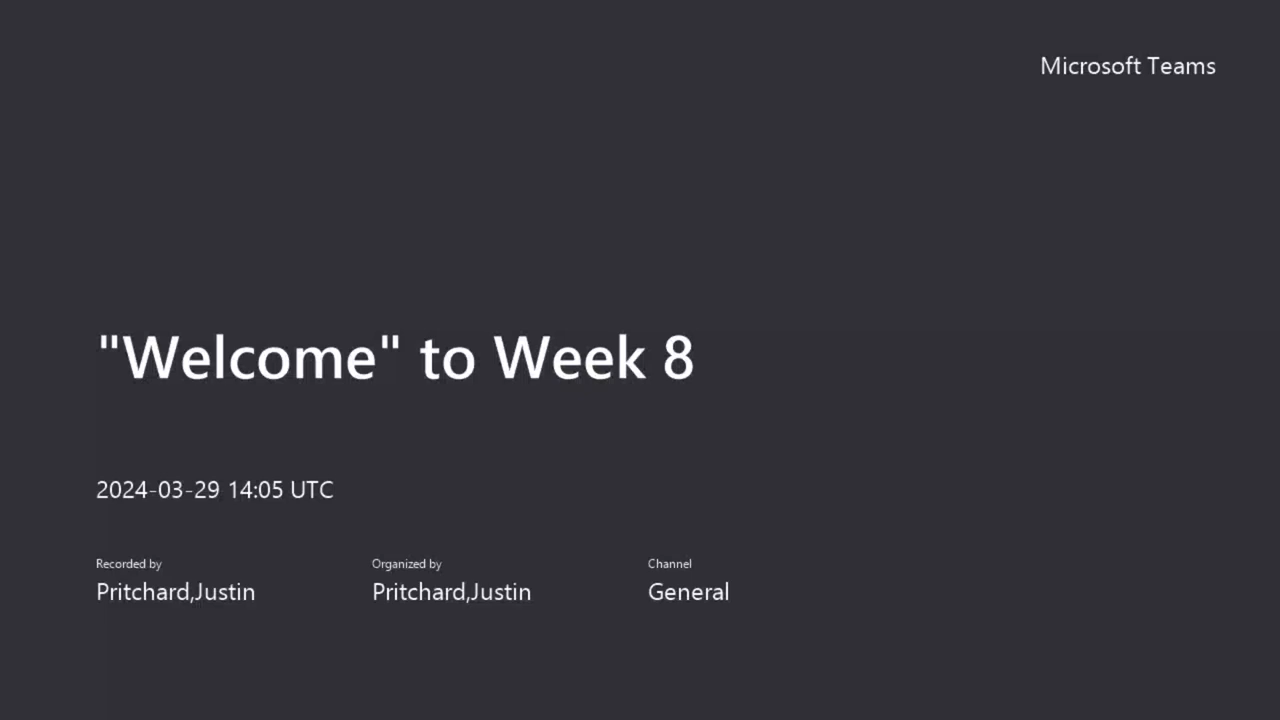 Microsoft Teams
"Welcome" to Week 8
2024-03-29 14:05 UTC
Recorded by
Pritchard,Justin
Organized by
Pritchard,Justin
Channel
General